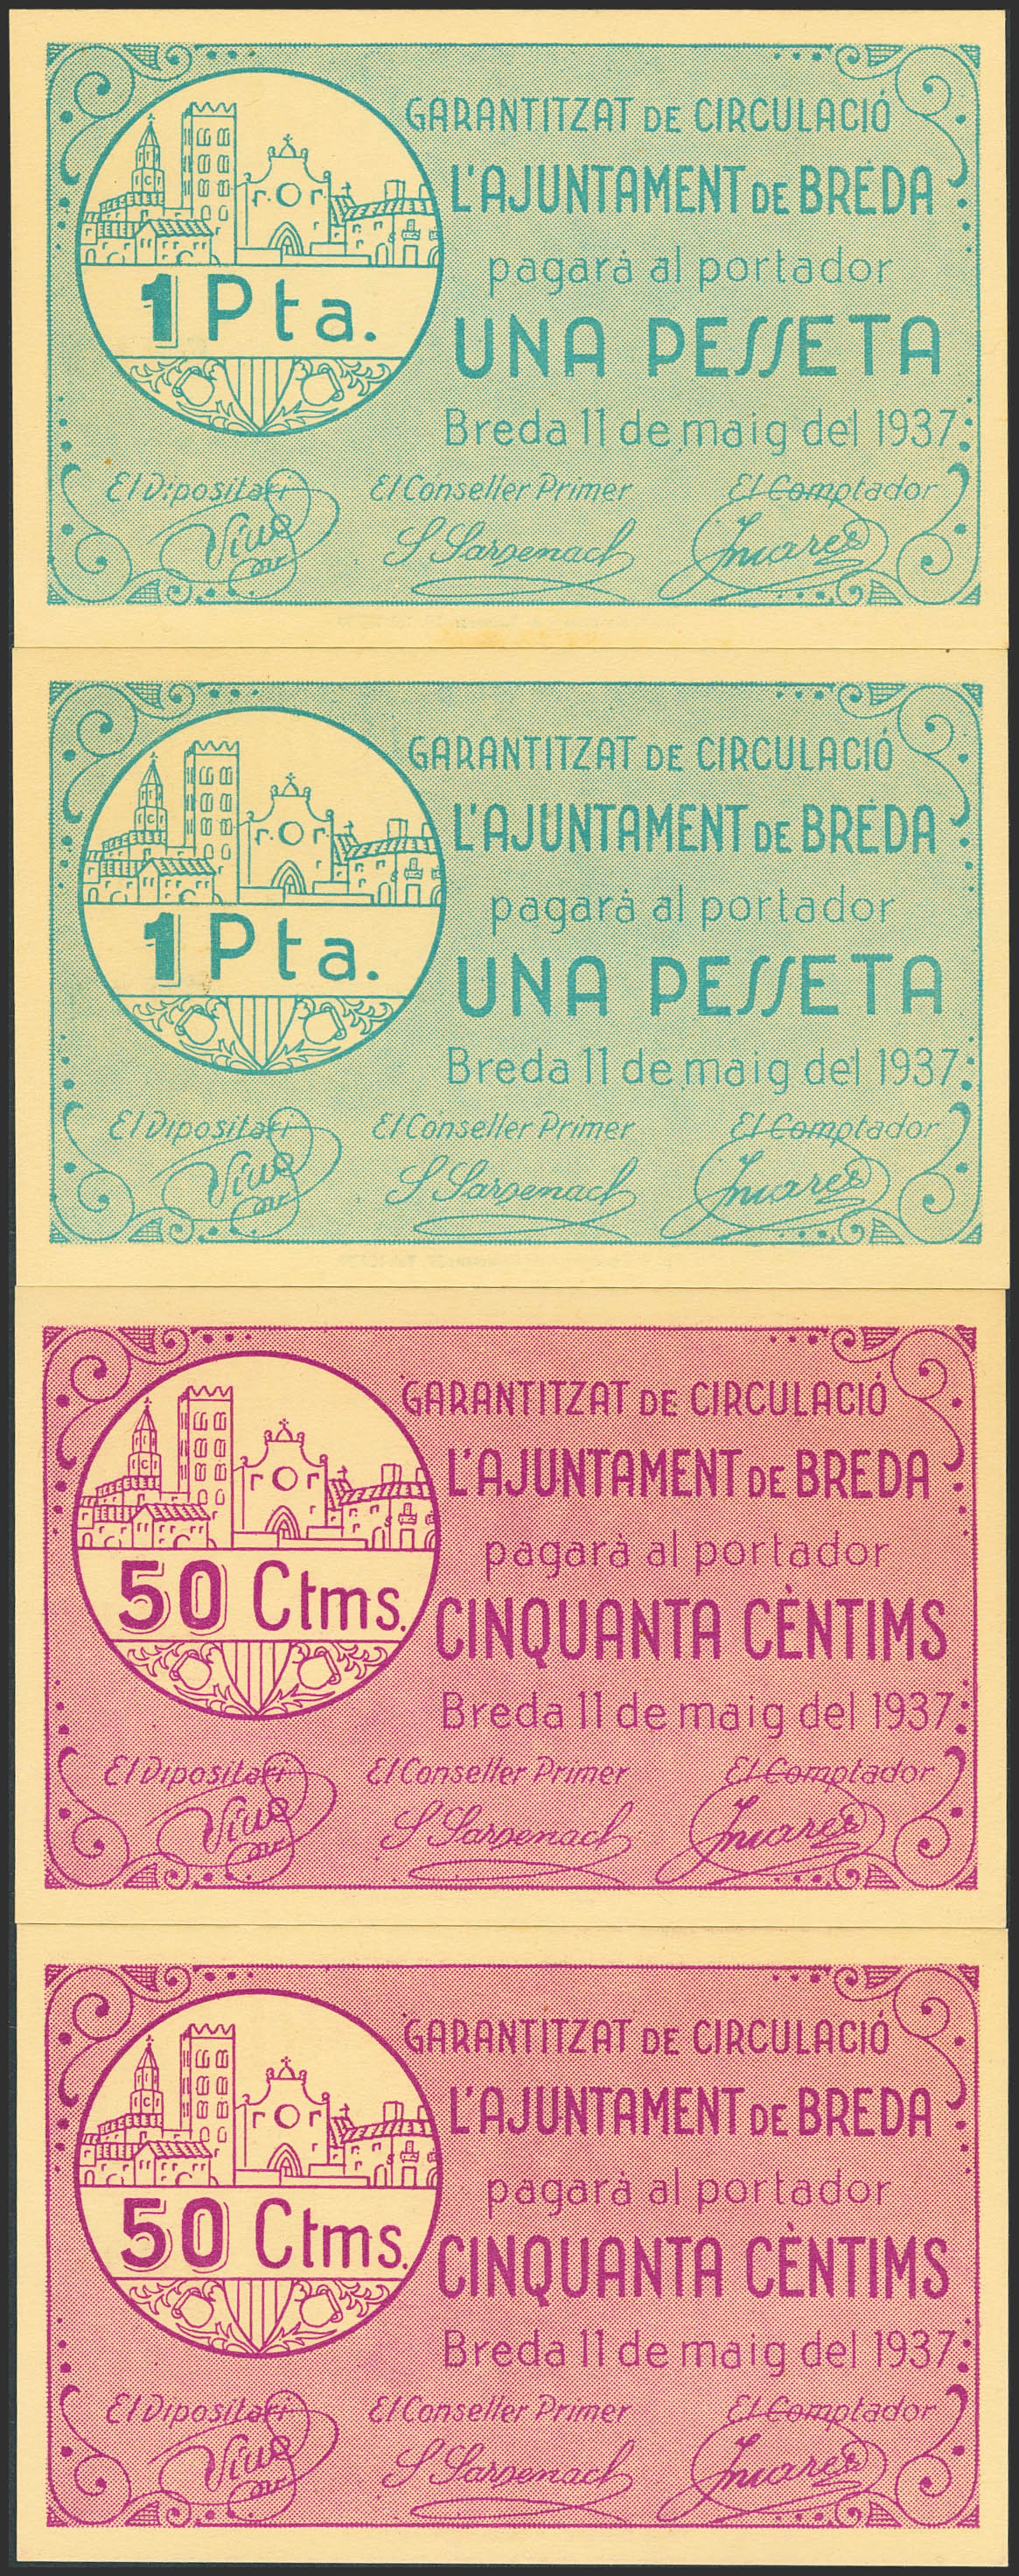 GARANTITZAT DE CIRCULACIÓ
L'AJUNTAMENT DE BREDA
pagarà al portador
1 Pta.
UNA PESSETA
Breda 11 de maig del 1937
El Dipositari El Conseller Primer El Comptador
GARANTITZAT DE CIRCULACIÓ
L'AJUNTAMENT DE BREDA
pagarà al portador
1 Pta.
UNA PESSETA
Breda 11 de maig del 1937
El Dipositari El Conseller Primer El Comptador
GARANTITZAT DE CIRCULACIÓ
L'AJUNTAMENT DE BREDA
pagarà al portador
50 Ctms.
CINQUANTA CÈNTIMS
Breda 11 de maig del 1937
El Dipositari El Conseller Primer El Comptador
GARANTITZAT DE CIRCULACIÓ
L'AJUNTAMENT DE BREDA
pagarà al portador
50 Ctms.
CINQUANTA CÈNTIMS
Breda 11 de maig del 1937
El Dipositari El Conseller Primer El Comptador